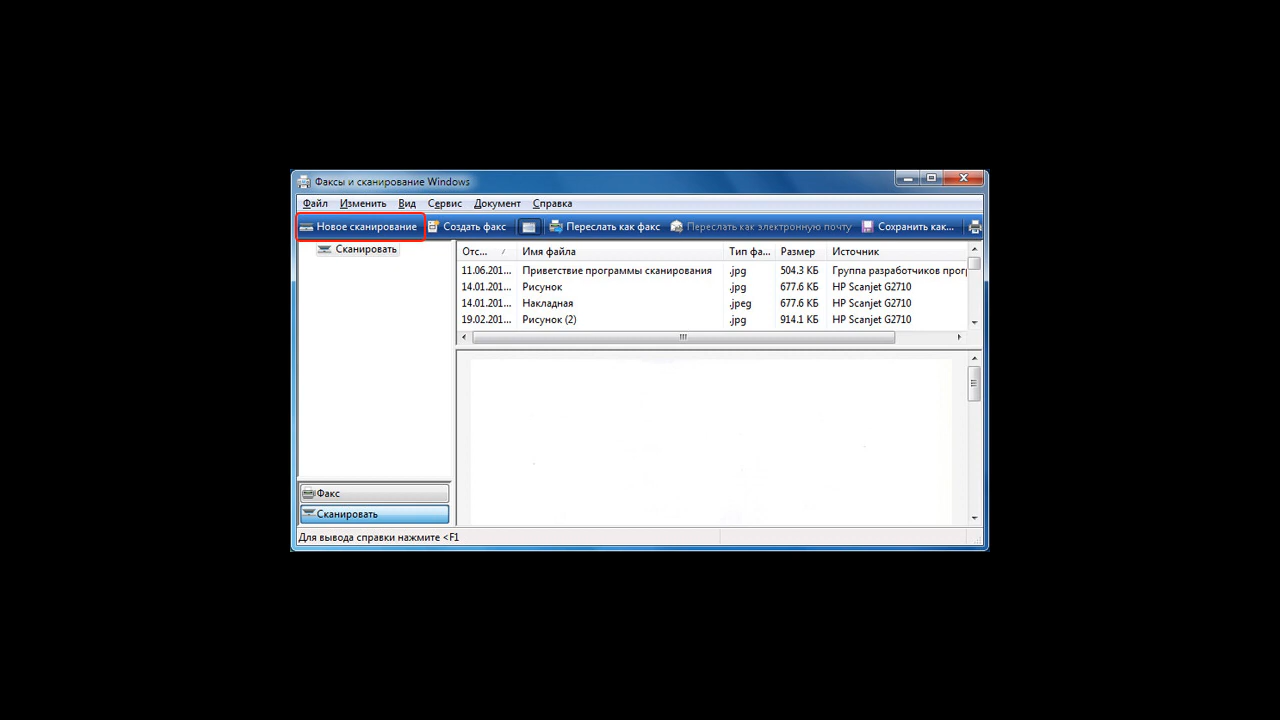 Факсы и сканирование Windows
Файл Изменить Вид Сервис Документ Справка
Новое сканирование Создать факс Переслать как факс Переслать как электронную почту Сохранить как...
Сканировать
Отс... Имя файла Тип фа... Размер Источник
11.06.201... Приветствие программы сканирования .jpg 504.3 КБ Группа разработчиков прог
14.01.201... Рисунок .jpg 677.6 КБ HP Scanjet G2710
14.01.201... Накладная .jpeg 677.6 КБ HP Scanjet G2710
19.02.201... Рисунок (2) .jpg 914.1 КБ HP Scanjet G2710
Факс
Сканировать
Для вывода справки нажмите <F1